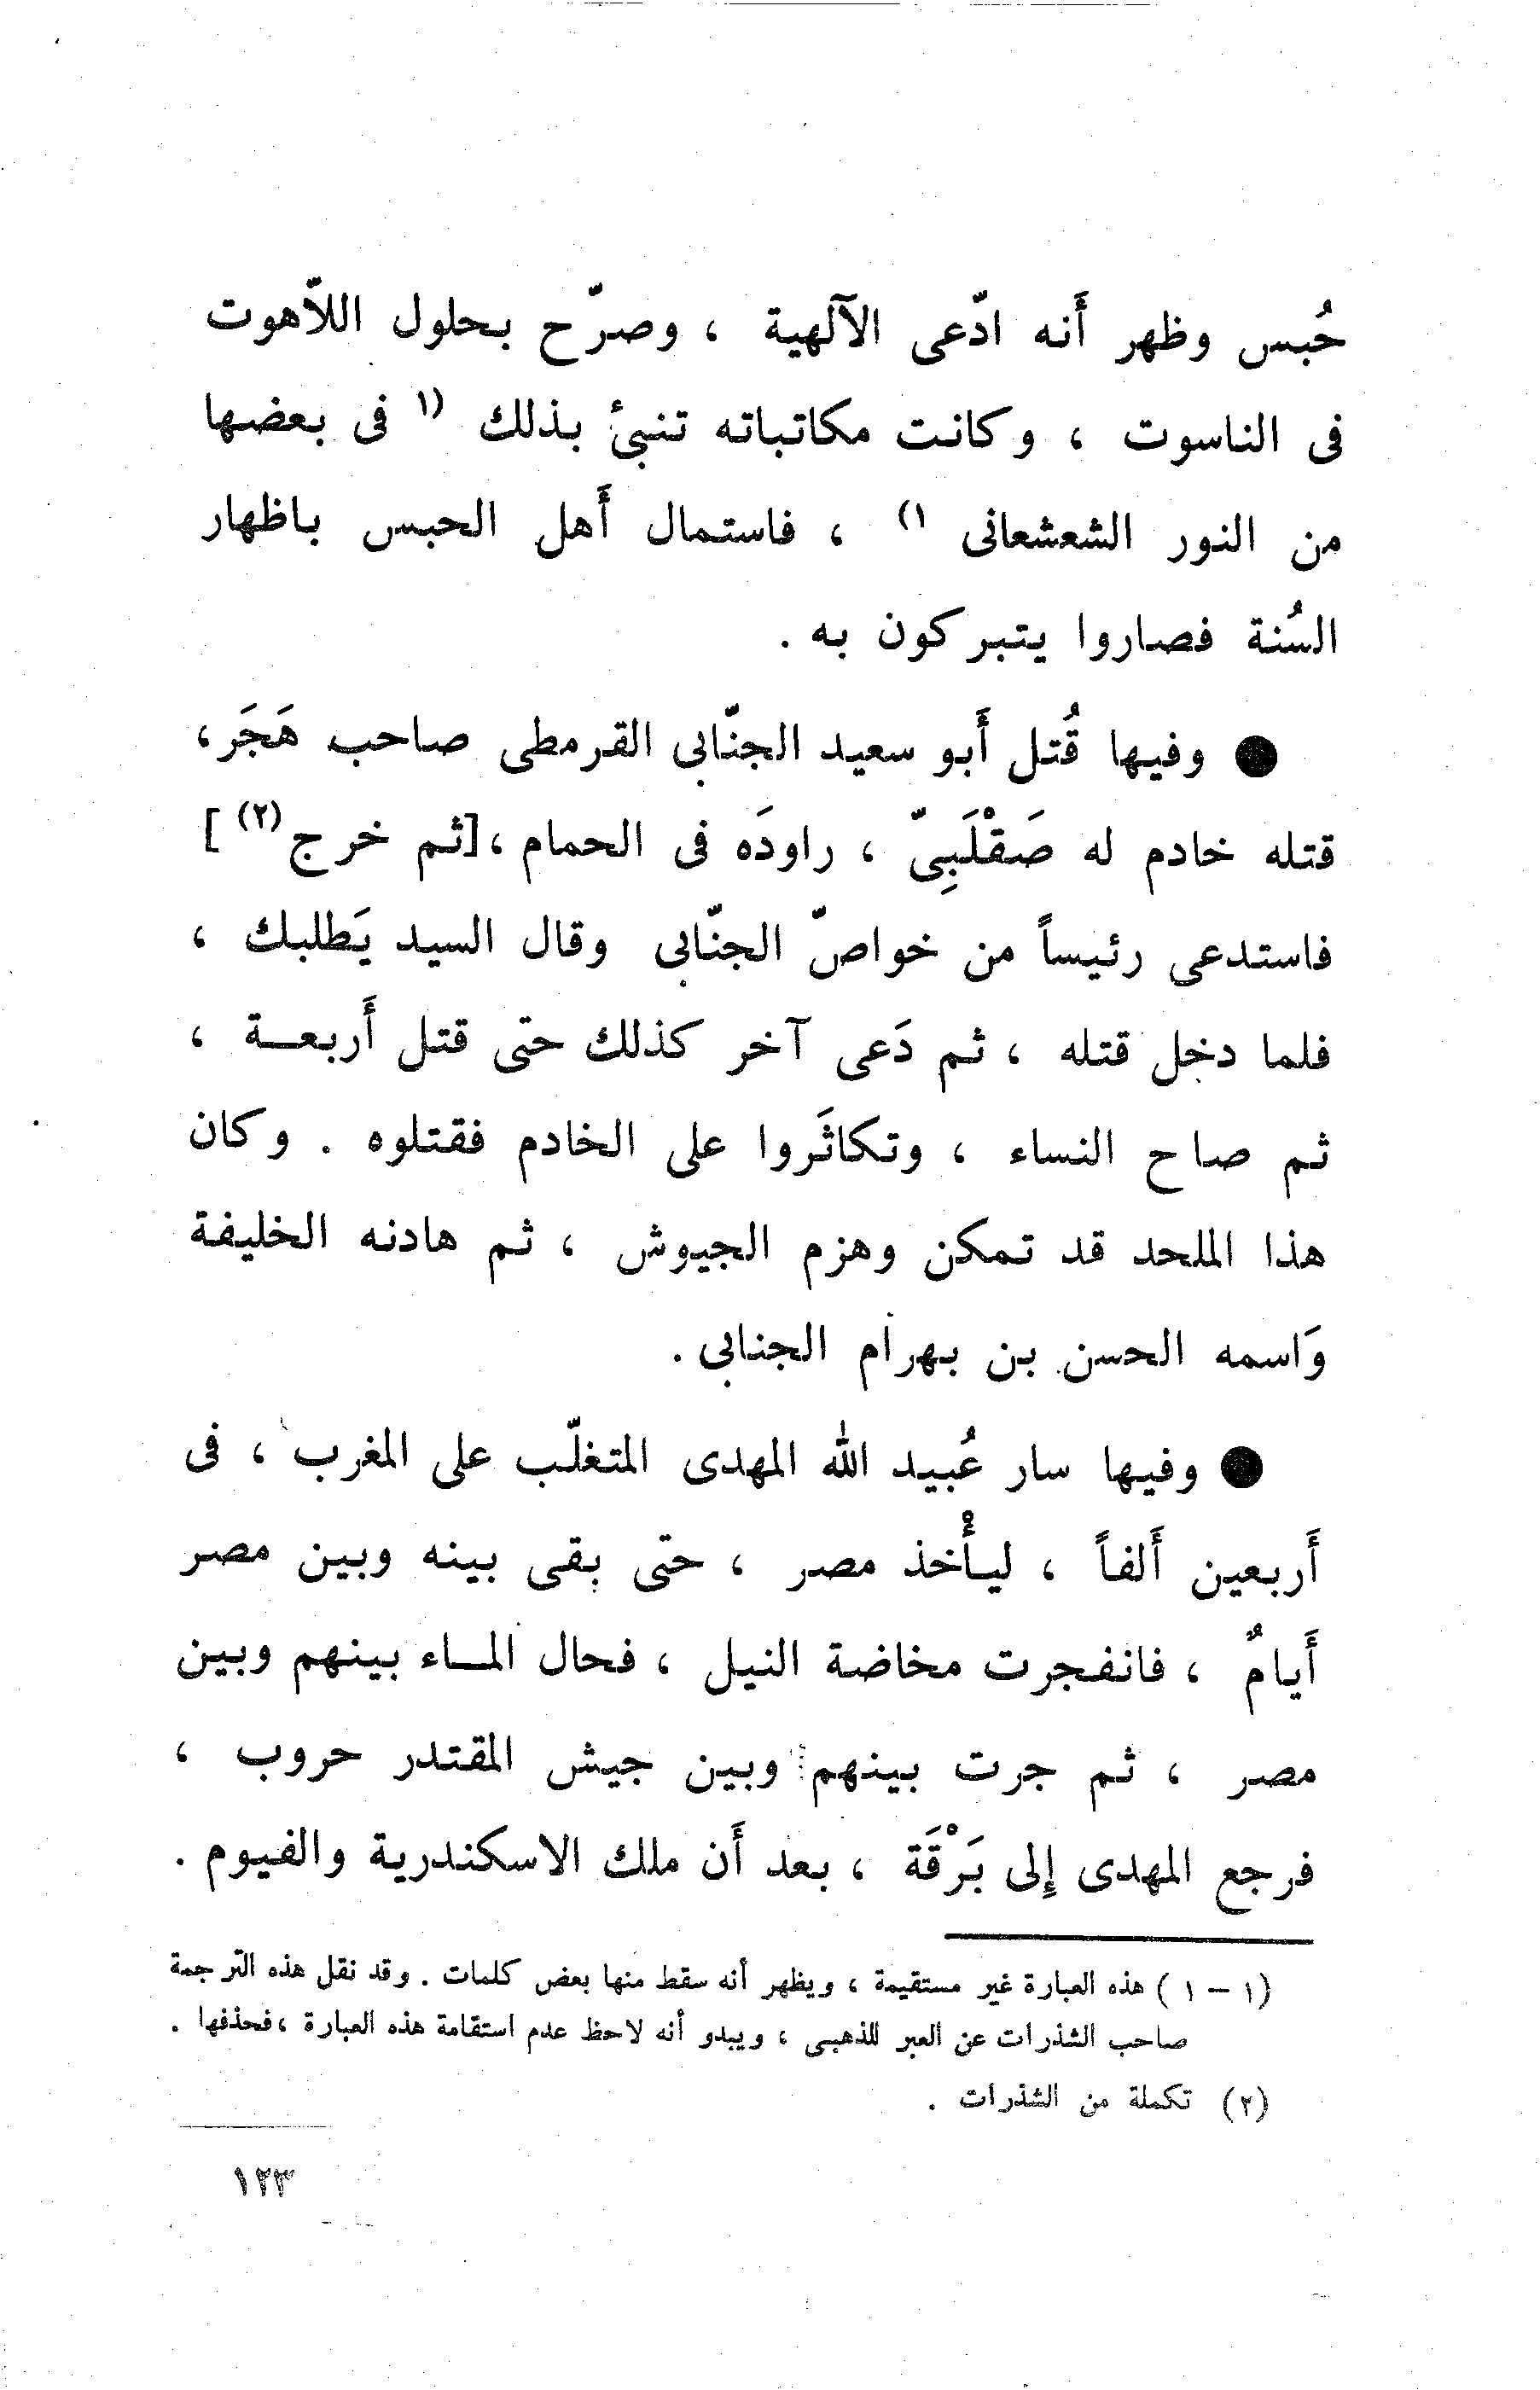 حُبس وظهر أَنه ادّعى الآلهية ، وصرّح بحلول اللاّهوت
فى الناسوت ، وكانت مكاتباته تنبئ بذلك (١ فى بعضها
من النور الشعشعانى ١) ، فاستمال أَهل الحبس باظهار
السُنة فصاروا يتبركون به .
● وفيها قُتل أَبو سعيد الجنّابى القرمطى صاحب هَجَر،
قتله خادم له صَقْلَبِىّ ، راودَه فى الحمام ،[ثم خرج(٢)]
فاستدعى رئيساً من خواصّ الجنّابى وقال السيد يَطلبك ،
فلما دخل قتله ، ثم دَعى آخر كذلك حتى قتل أَربعــة ،
ثم صاح النساء ، وتكاثَروا على الخادم فقتلوه . وكان
هذا الملحد قد تمكن وهزم الجيوش ، ثم هادنه الخليفة
وَاسمه الحسن بن بهرام الجنابى .
● وفيها سار عُبيد الله المهدى المتغلّب على المغرب ، فى
أَربعين أَلفاً ، ليأْخذ مصر ، حتى بقى بينه وبين مصر
أَيامٌ ، فانفجرت مخاضة النيل ، فحال المــاء بينهم وبين
مصر ، ثم جرت بينهم وبين جيش المقتدر حروب ،
فرجع المهدى إِلى بَرْقَة ، بعد أَن ملك الاسكندرية والفيوم .
(١ – ١) هذه العبارة غير مستقيمة ، ويظهر أنه سقط منها بعض كلمات . وقد نقل هذه الترجمة
صاحب الشذرات عن العبر للذهبى ، ويبدو أنه لاحظ عدم استقامة هذه العبارة ،فحذفها .
(٢) تكملة من الشذرات .
١٢٣